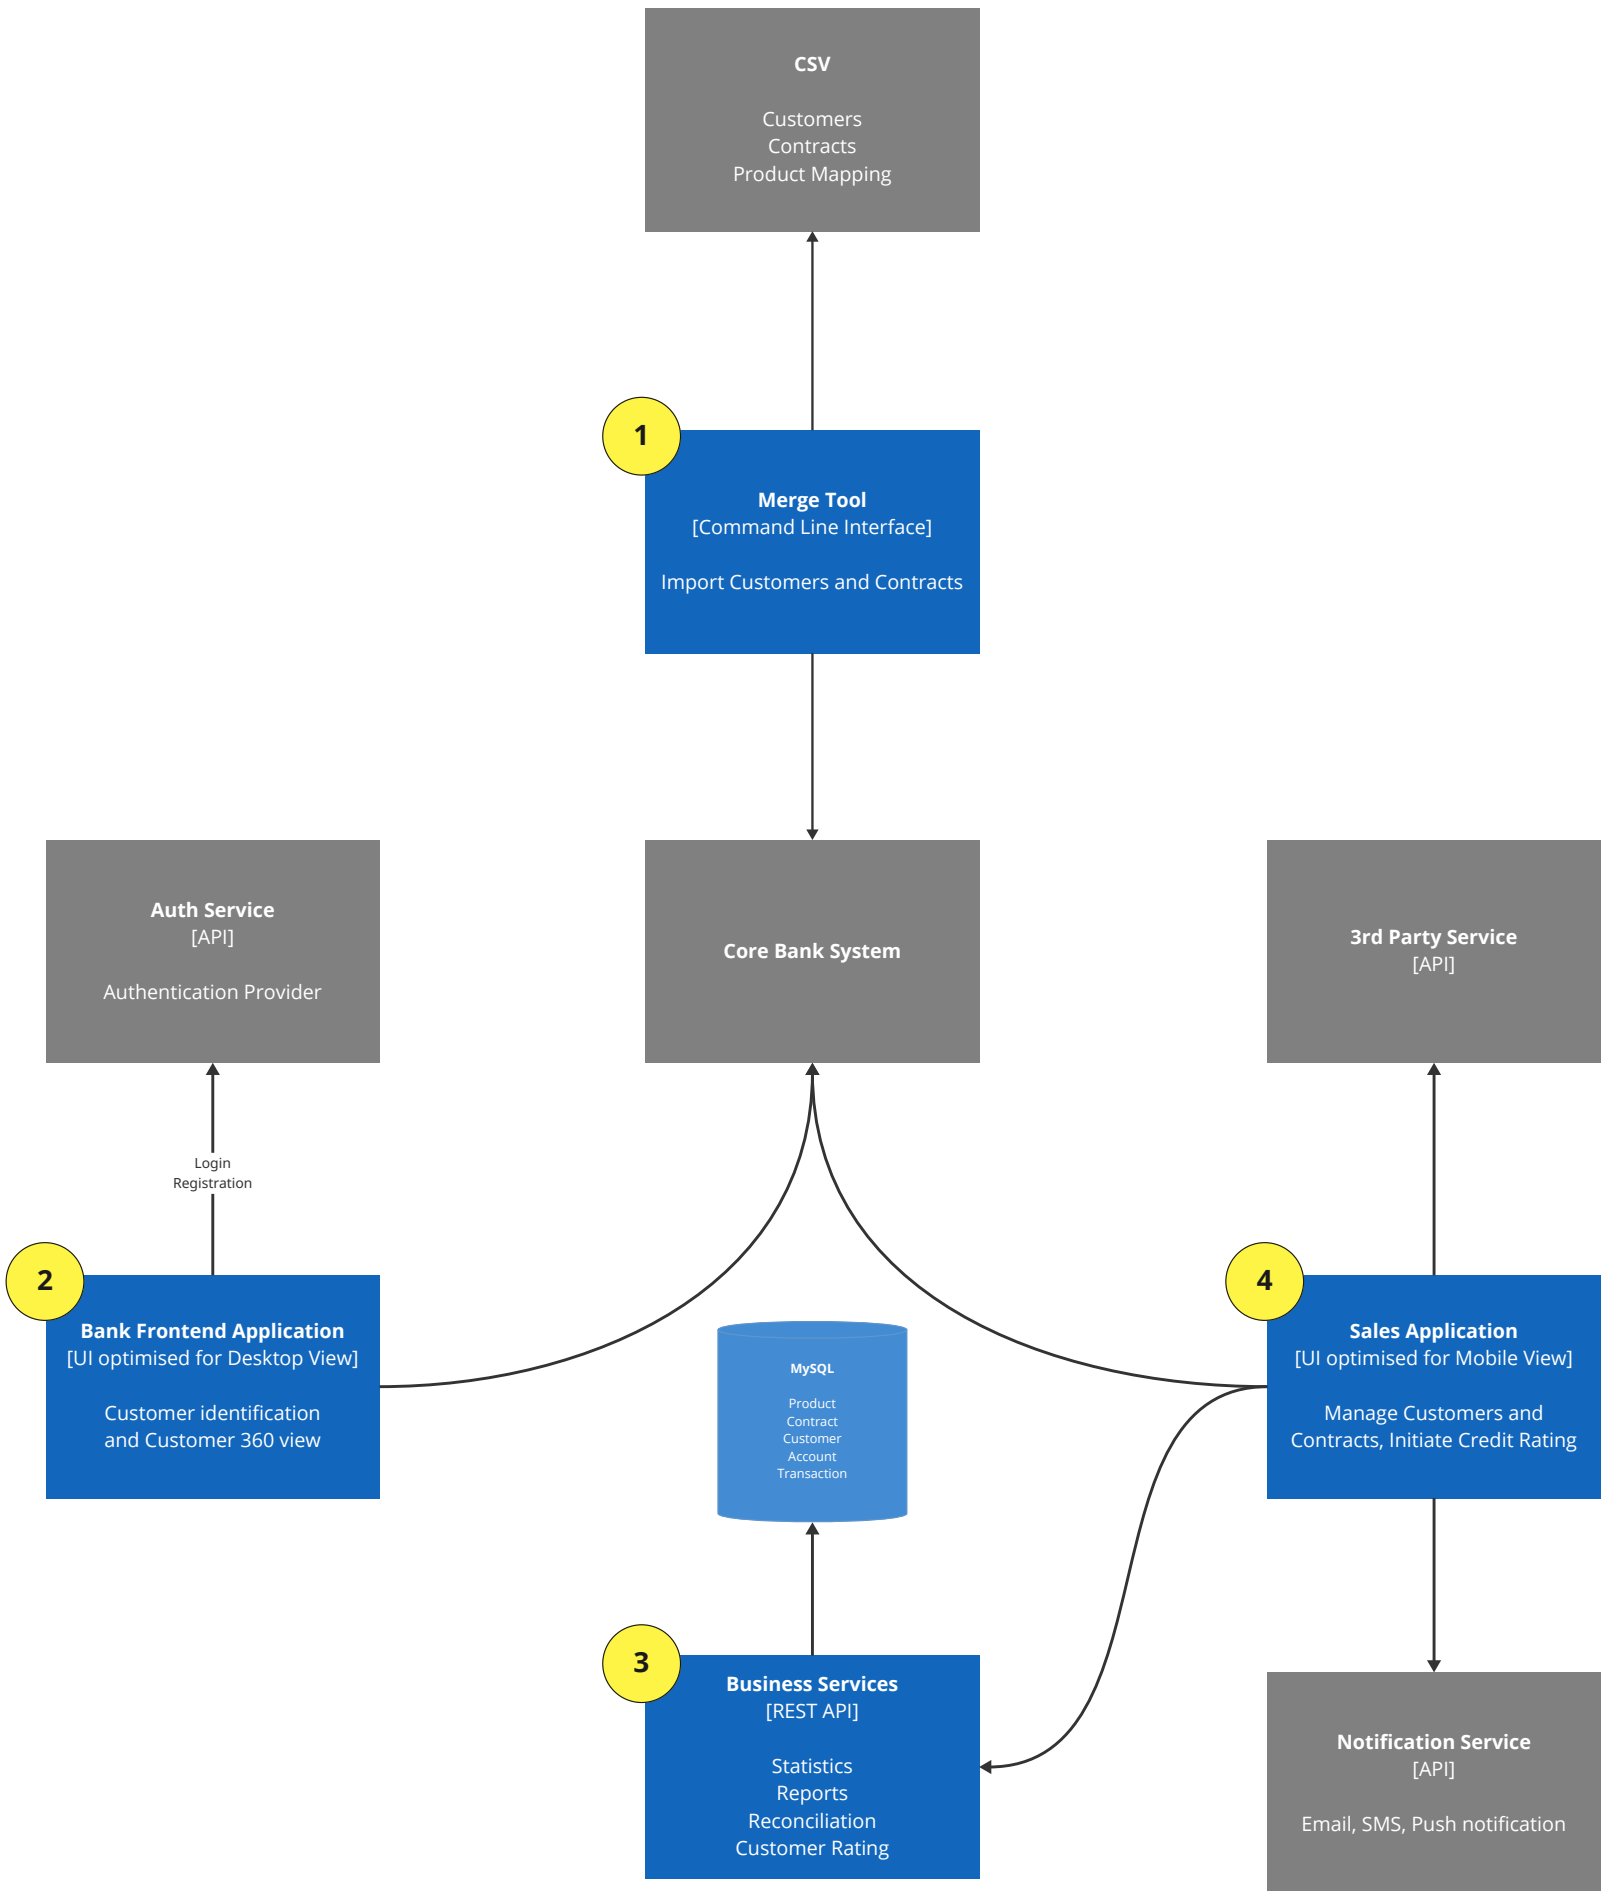 CSV
Customers
Contracts
Product Mapping
1
Merge Tool
[Command Line Interface]
Import Customers and Contracts
Auth Service
[API]
Authentication Provider
Core Bank System
3rd Party Service
[API]
Login
Registration
2
Bank Frontend Application
[UI optimised for Desktop View]
Customer identification
and Customer 360 view
MySQL
Product
Contract
Customer
Account
Transaction
4
Sales Application
[UI optimised for Mobile View]
Manage Customers and
Contracts, Initiate Credit Rating
3
Business Services
[REST API]
Statistics
Reports
Reconciliation
Customer Rating
Notification Service
[API]
Email, SMS, Push notification